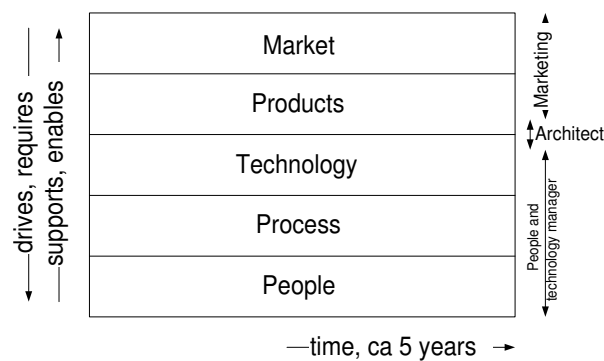 drives, requires
supports, enables
Market
Products
Technology
Process
People
Marketing
Architect
People and
technology manager
time, ca 5 years